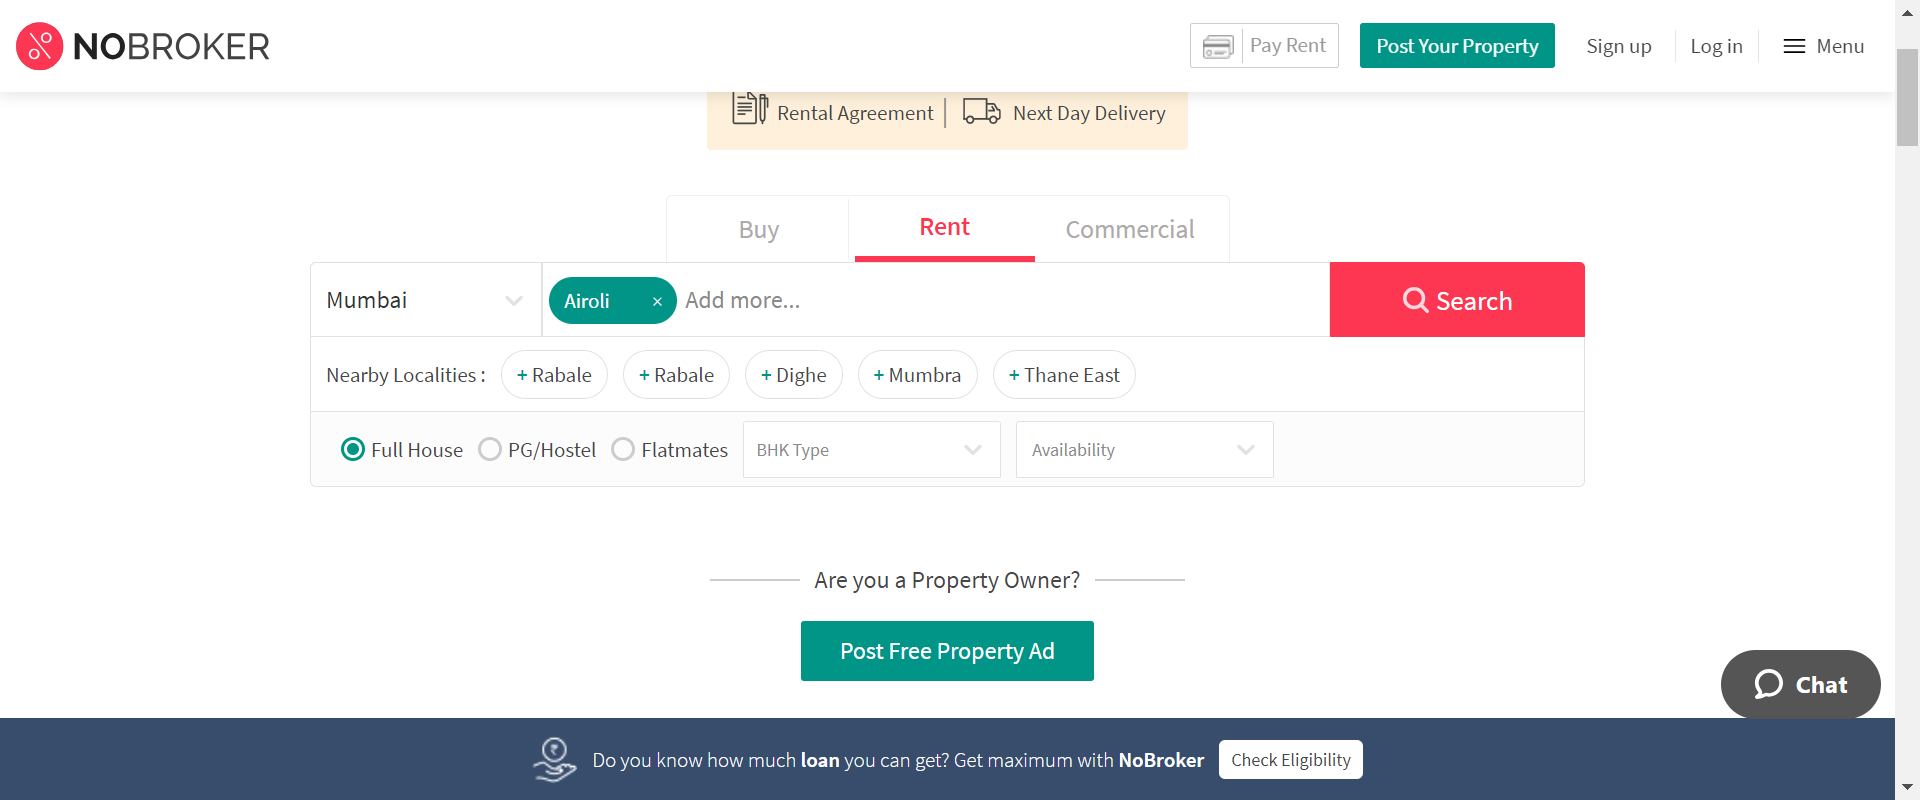 NOBROKER
Pay Rent
Post Your Property
Sign up
Log in
Menu
Rental Agreement
Next Day Delivery
Buy
Rent
Commercial
Mumbai
Airoli ×
Add more...
Search
Nearby Localities :
+ Rabale
+ Rabale
+ Dighe
+ Mumbra
+ Thane East
Full House
PG/Hostel
Flatmates
BHK Type
Availability
Are you a Property Owner?
Post Free Property Ad
Chat
Do you know how much loan you can get? Get maximum with NoBroker
Check Eligibility